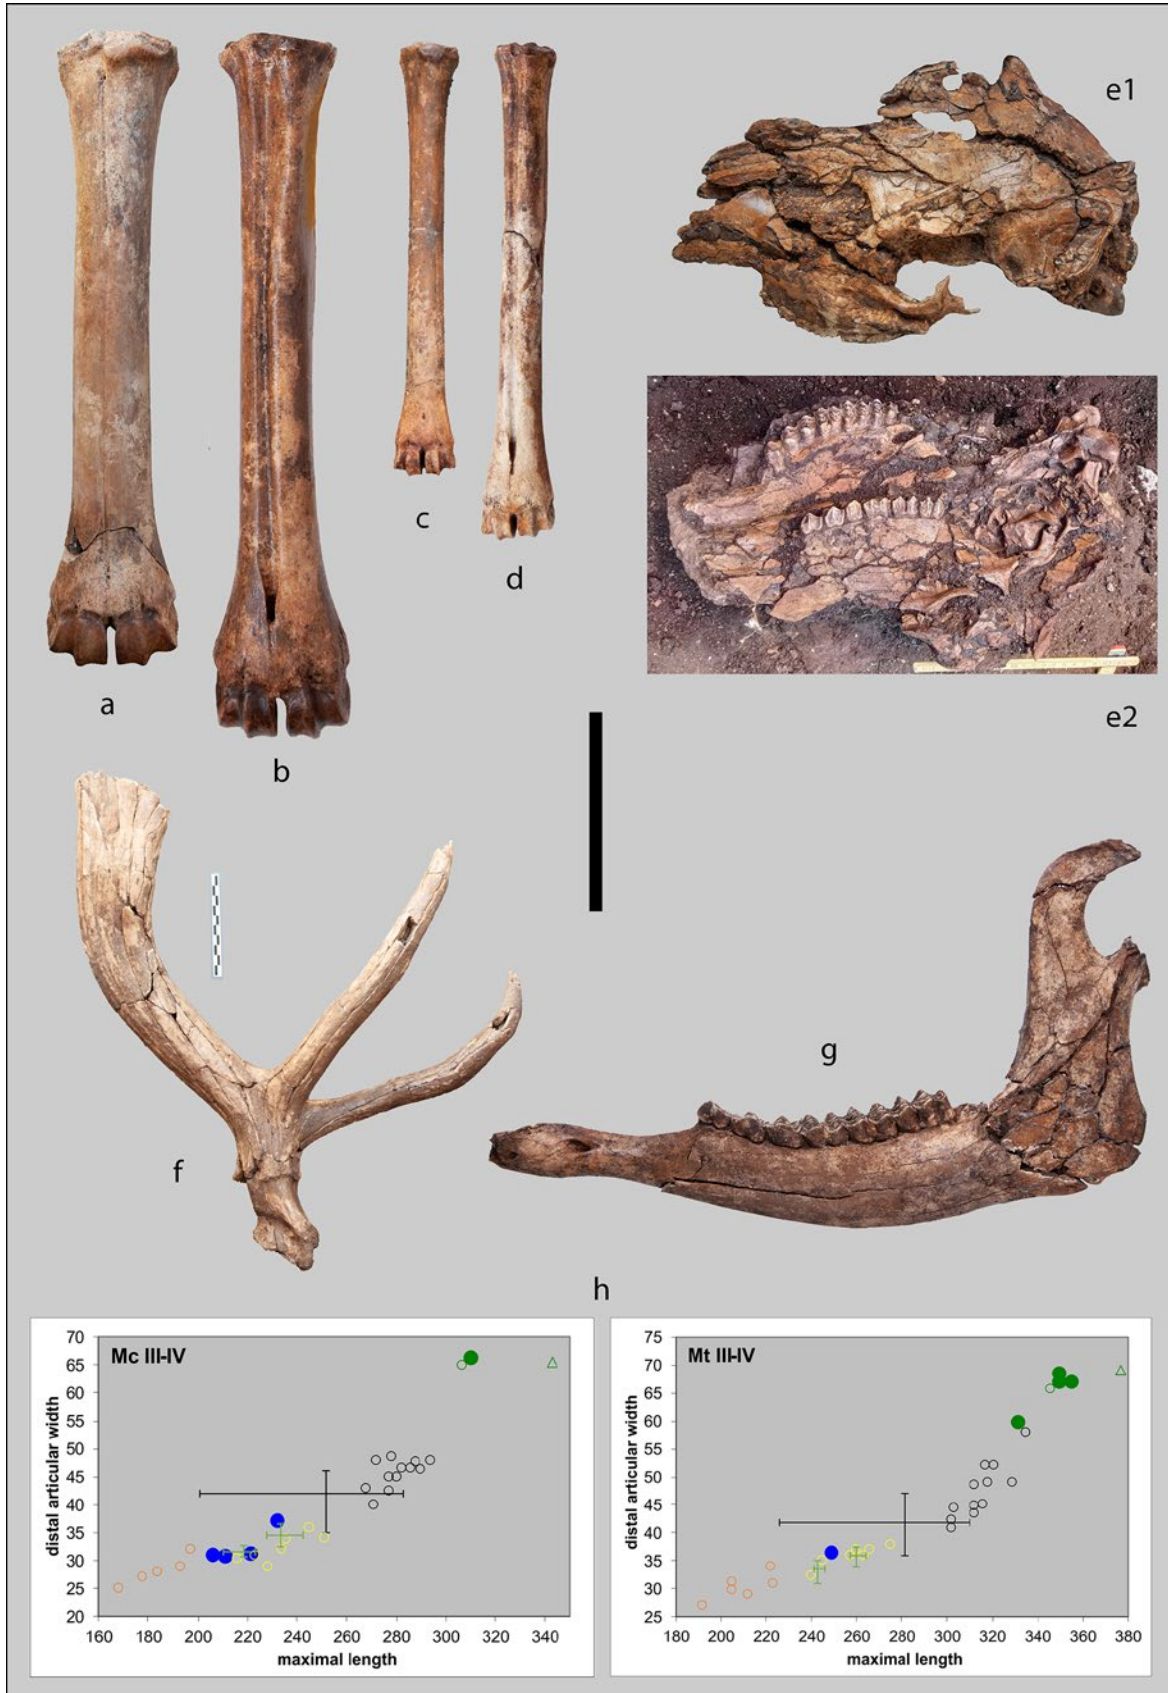 e1
a
b
c
d
e2
f
g
h
Mc III-IV
70
65
60
55
50
45
40
35
30
25
20
distal articular width
160 180 200 220 240 260 280 300 320 340
maximal length
Mt III-IV
75
70
65
60
55
50
45
40
35
30
25
distal articular width
180 200 220 240 260 280 300 320 340 360 380
maximal length